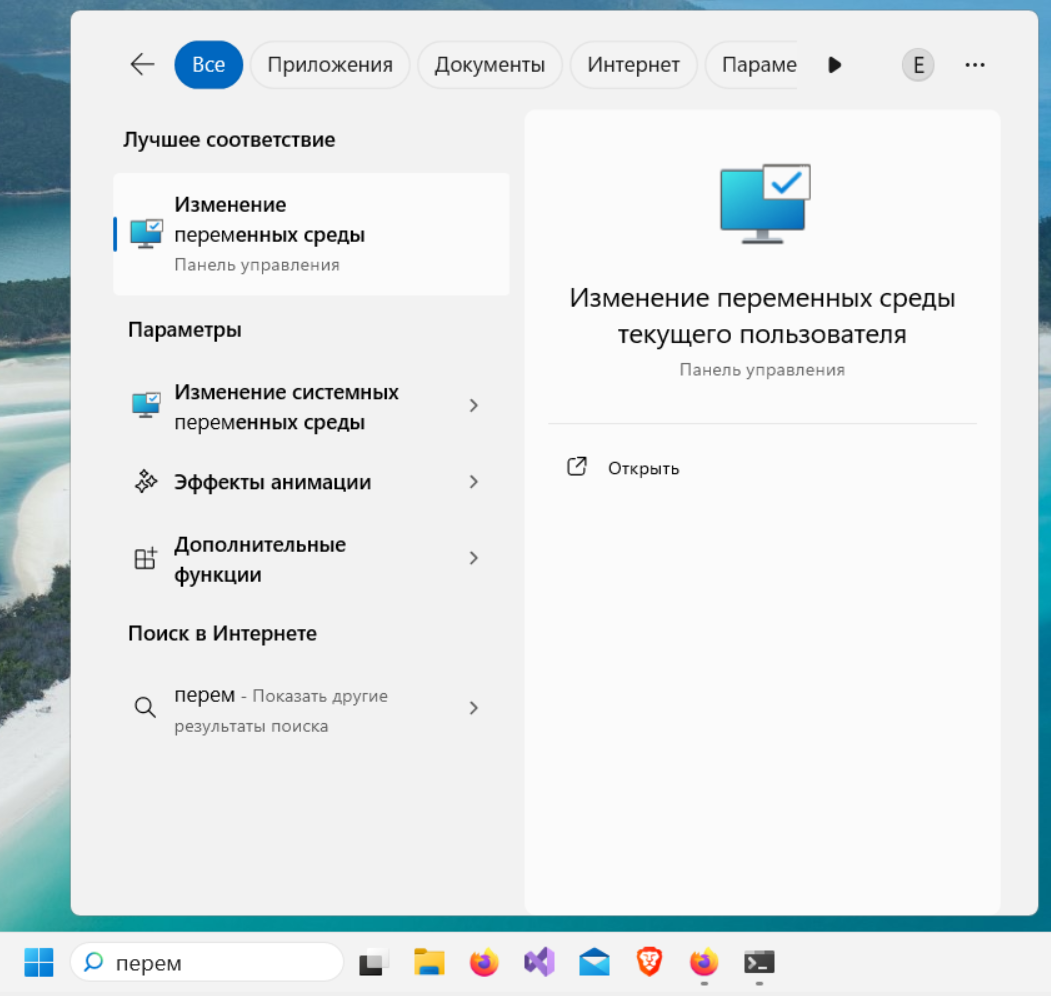 Все
Приложения
Документы
Интернет
Параме
E
Лучшее соответствие
Изменение
переменных среды
Панель управления
Параметры
Изменение системных
переменных среды
Эффекты анимации
Дополнительные
функции
Поиск в Интернете
перем - Показать другие
результаты поиска
Изменение переменных среды
текущего пользователя
Панель управления
Открыть
перем